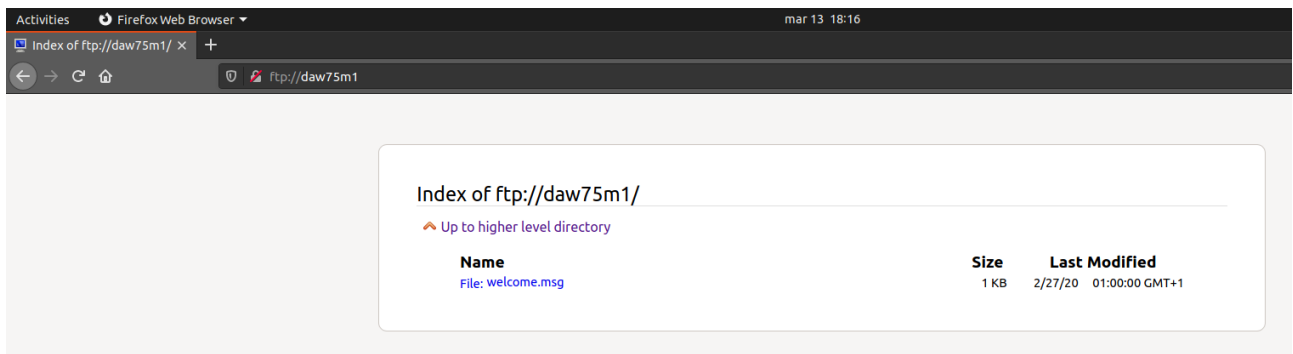 Activities Firefox Web Browser mar 13 18:16
Index of ftp://daw75m1/
ftp://daw75m1
Index of ftp://daw75m1/
Up to higher level directory
Name Size Last Modified
File: welcome.msg 1 KB 2/27/20 01:00:00 GMT+1